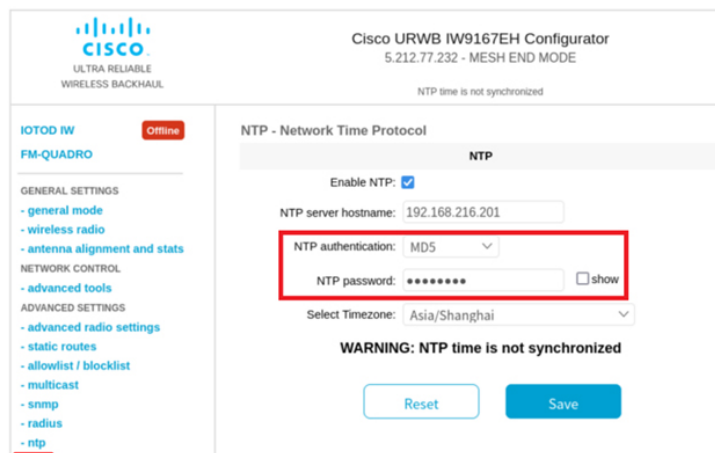 CISCO
ULTRA RELIABLE
WIRELESS BACKHAUL
Cisco URWB IW9167EH Configurator
5.212.77.232 - MESH END MODE
NTP time is not synchronized
IOTOD IW Offline
FM-QUADRO
GENERAL SETTINGS
- general mode
- wireless radio
- antenna alignment and stats
NETWORK CONTROL
- advanced tools
ADVANCED SETTINGS
- advanced radio settings
- static routes
- allowlist / blocklist
- multicast
- snmp
- radius
- ntp
NTP - Network Time Protocol
NTP
Enable NTP:
NTP server hostname: 192.168.216.201
NTP authentication: MD5
NTP password: •••••••• show
Select Timezone: Asia/Shanghai
WARNING: NTP time is not synchronized
Reset Save